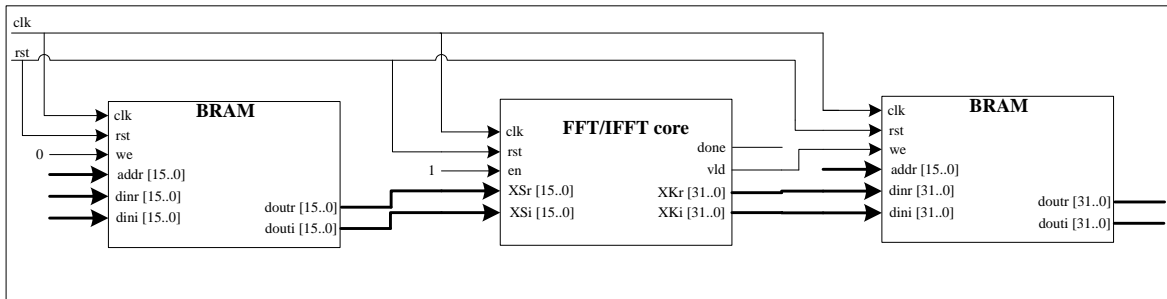 clk
rst
BRAM
clk
rst
0 we
addr [15..0]
dinr [15..0]
dini [15..0]
doutr [15..0]
douti [15..0]
FFT/IFFT core
clk
rst
1 en
XSr [15..0]
XSi [15..0]
done
vld
XKr [31..0]
XKi [31..0]
BRAM
clk
rst
we
addr [15..0]
dinr [31..0]
dini [31..0]
doutr [31..0]
douti [31..0]